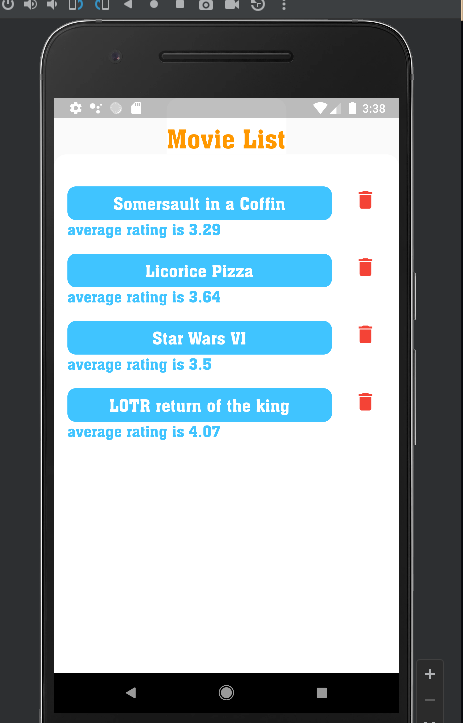 3:38
Movie List
Somersault in a Coffin
average rating is 3.29
Licorice Pizza
average rating is 3.64
Star Wars VI
average rating is 3.5
LOTR return of the king
average rating is 4.07